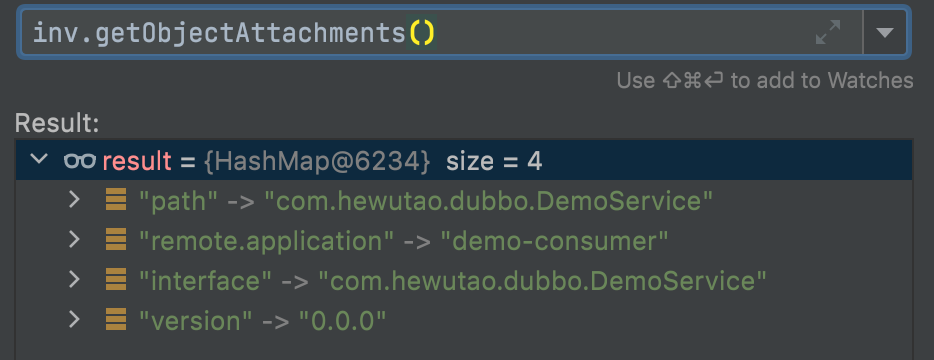 inv.getObjectAttachments()
Use ⇧⌘⏎ to add to Watches
Result:
result = {HashMap@6234} size = 4
"path" -> "com.hewutao.dubbo.DemoService"
"remote.application" -> "demo-consumer"
"interface" -> "com.hewutao.dubbo.DemoService"
"version" -> "0.0.0"